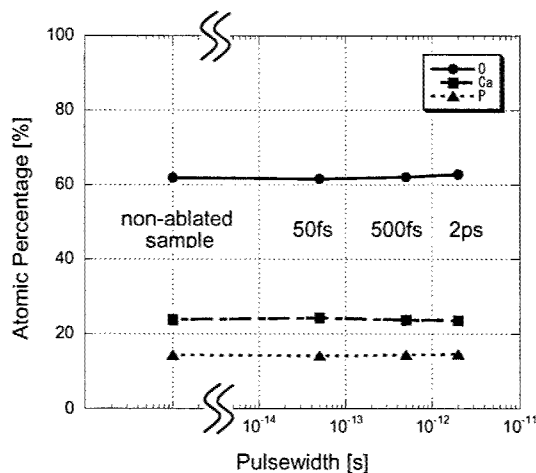 100
80
60
40
20
0
Atomic Percentage [%]
O
Ca
P
non-ablated
sample
50fs
500fs
2ps
10⁻¹⁴
10⁻¹³
10⁻¹²
10⁻¹¹
Pulsewidth [s]